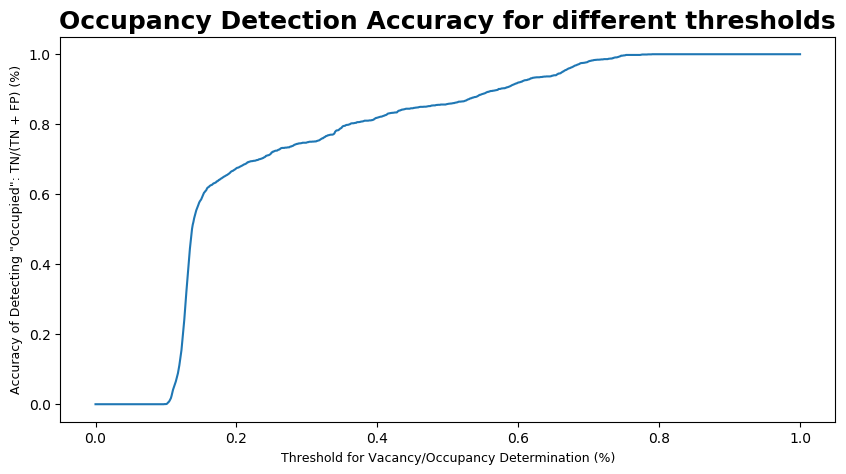 Occupancy Detection Accuracy for different thresholds
Accuracy of Detecting "Occupied": TN/(TN + FP) (%)
1.0
0.8
0.6
0.4
0.2
0.0
0.0 0.2 0.4 0.6 0.8 1.0
Threshold for Vacancy/Occupancy Determination (%)